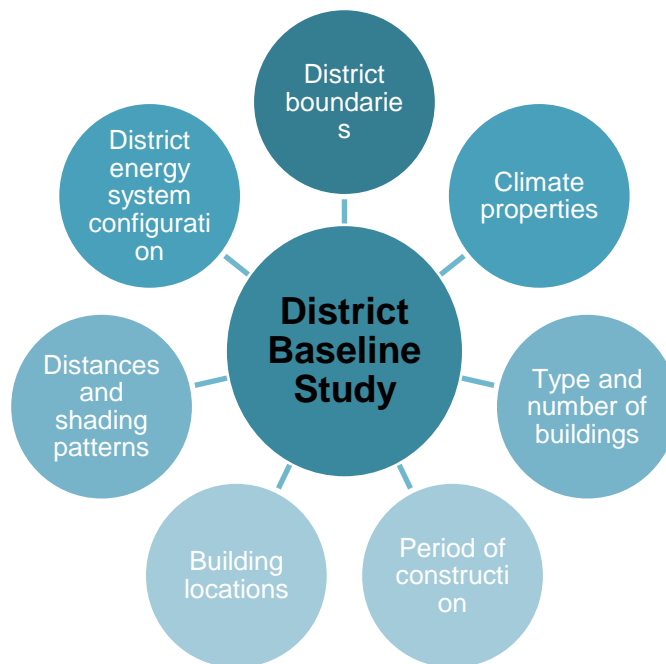 District
boundarie
s
Climate
properties
Type and
number of
buildings
Period of
constructi
on
Building
locations
Distances
and
shading
patterns
District
energy
system
configurati
on
District
Baseline
Study